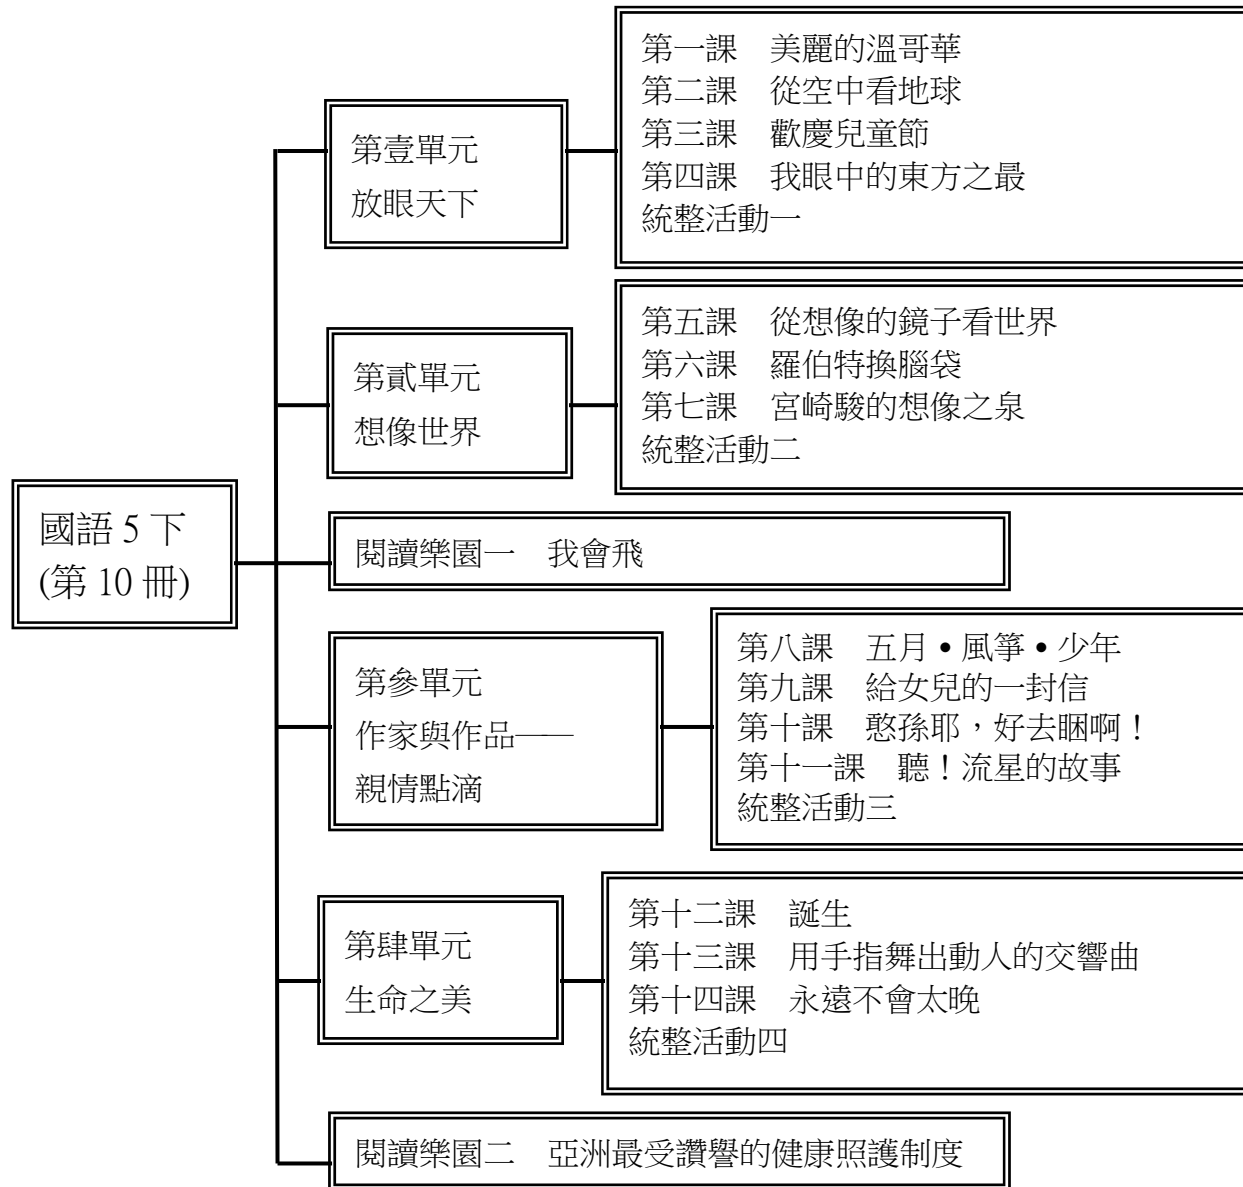 國語 5 下
(第 10 冊)
第壹單元
放眼天下
第一課　美麗的溫哥華
第二課　從空中看地球
第三課　歡慶兒童節
第四課　我眼中的東方之最
統整活動一
第貳單元
想像世界
第五課　從想像的鏡子看世界
第六課　羅伯特換腦袋
第七課　宮崎駿的想像之泉
統整活動二
閱讀樂園一　我會飛
第參單元
作家與作品——
親情點滴
第八課　五月•風箏•少年
第九課　給女兒的一封信
第十課　憨孫耶，好去睏啊！
第十一課　聽！流星的故事
統整活動三
第肆單元
生命之美
第十二課　誕生
第十三課　用手指舞出動人的交響曲
第十四課　永遠不會太晚
統整活動四
閱讀樂園二　亞洲最受讚譽的健康照護制度